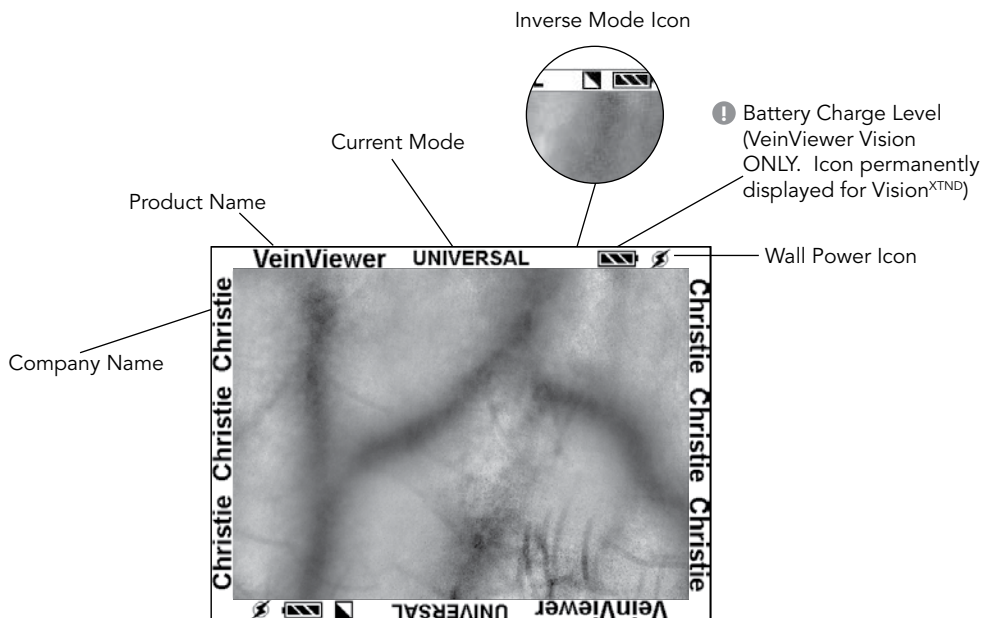 Inverse Mode Icon
Current Mode
! Battery Charge Level
(VeinViewer Vision
ONLY. Icon permanently
displayed for VisionXTND)
Product Name
Wall Power Icon
VeinViewer UNIVERSAL
Company Name
Christie Christie Christie
Christie Christie Christie
VeinViewer UNIVERSAL